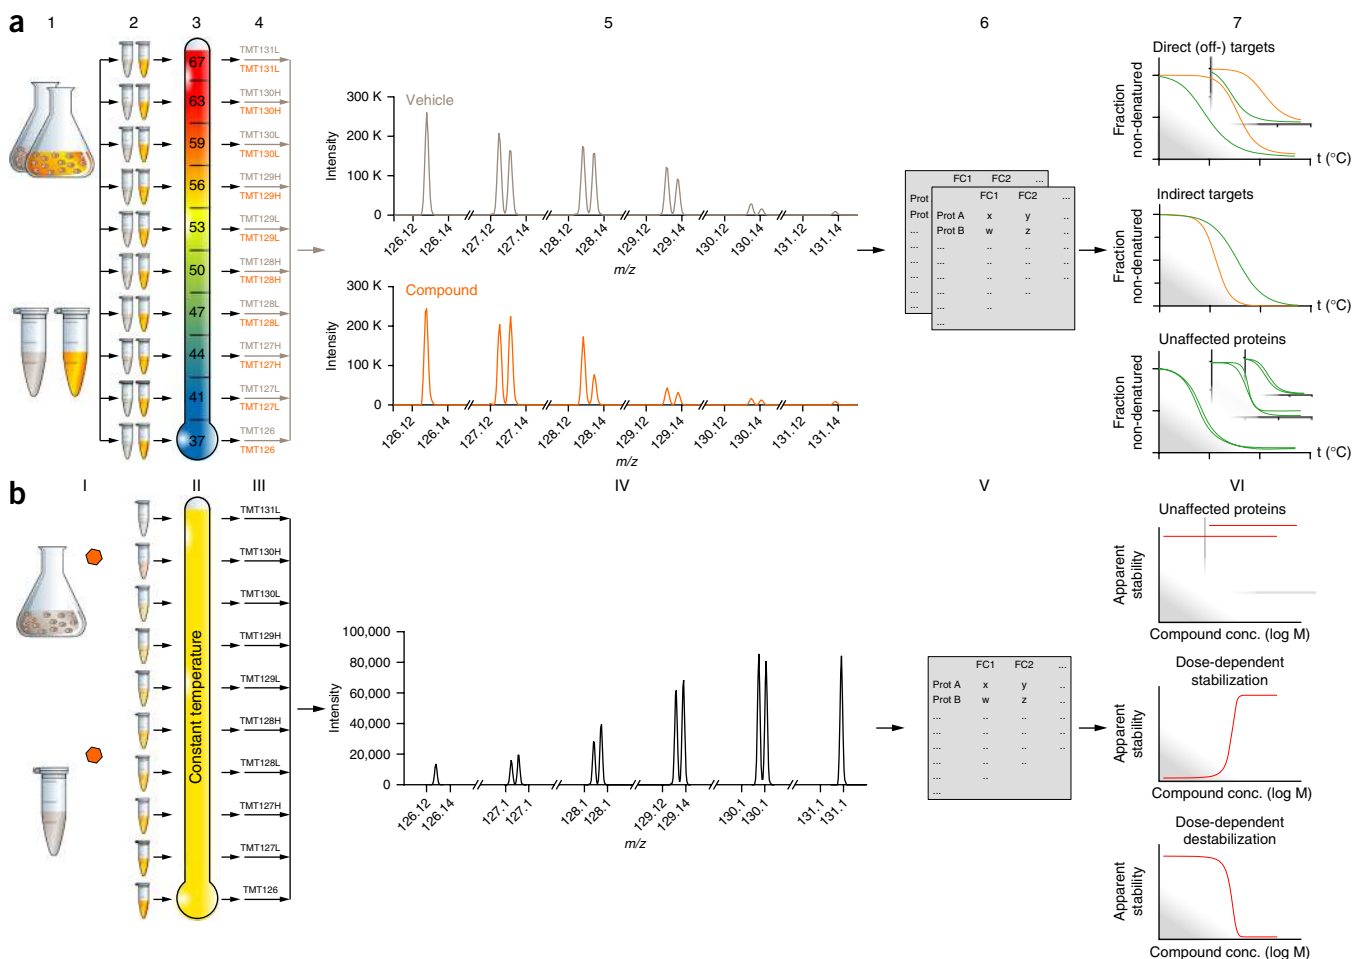 a
1 2 3 4 5 6 7
67
63
59
56
53
50
47
44
41
37
TMT131L
TMT131L
TMT130H
TMT130H
TMT130L
TMT130L
TMT129H
TMT129H
TMT129L
TMT129L
TMT128H
TMT128H
TMT128L
TMT128L
TMT127H
TMT127H
TMT127L
TMT127L
TMT126
TMT126
Vehicle
Intensity
300 K
200 K
100 K
0
126.12 126.14 127.12 127.14 128.12 128.14 129.12 129.14 130.12 130.14 131.12 131.14
m/z
Compound
Intensity
300 K
200 K
100 K
0
126.12 126.14 127.12 127.14 128.12 128.14 129.12 129.14 130.12 130.14 131.12 131.14
m/z
FC1 FC2 ...
Prot
Prot
...
...
...
...
...
...
FC1 FC2 ...
Prot A x y ..
Prot B w z ..
... .. .. ..
... .. .. ..
... .. .. ..
... .. ..
... ..
...
Direct (off-) targets
Fraction
non-denatured
t (°C)
Indirect targets
Fraction
non-denatured
t (°C)
Unaffected proteins
Fraction
non-denatured
t (°C)
b
I II III IV V VI
Constant temperature
TMT131L
TMT130H
TMT130L
TMT129H
TMT129L
TMT128H
TMT128L
TMT127H
TMT127L
TMT126
Intensity
100,000
80,000
60,000
40,000
20,000
0
126.12 126.14 127.1 127.1 128.1 128.1 129.12 129.14 130.1 130.1 131.1 131.1
m/z
FC1 FC2 ...
Prot A x y ..
Prot B w z ..
... .. .. ..
... .. .. ..
... .. .. ..
... .. ..
... ..
...
Unaffected proteins
Apparent
stability
Compound conc. (log M)
Dose-dependent
stabilization
Apparent
stability
Compound conc. (log M)
Dose-dependent
destabilization
Apparent
stability
Compound conc. (log M)